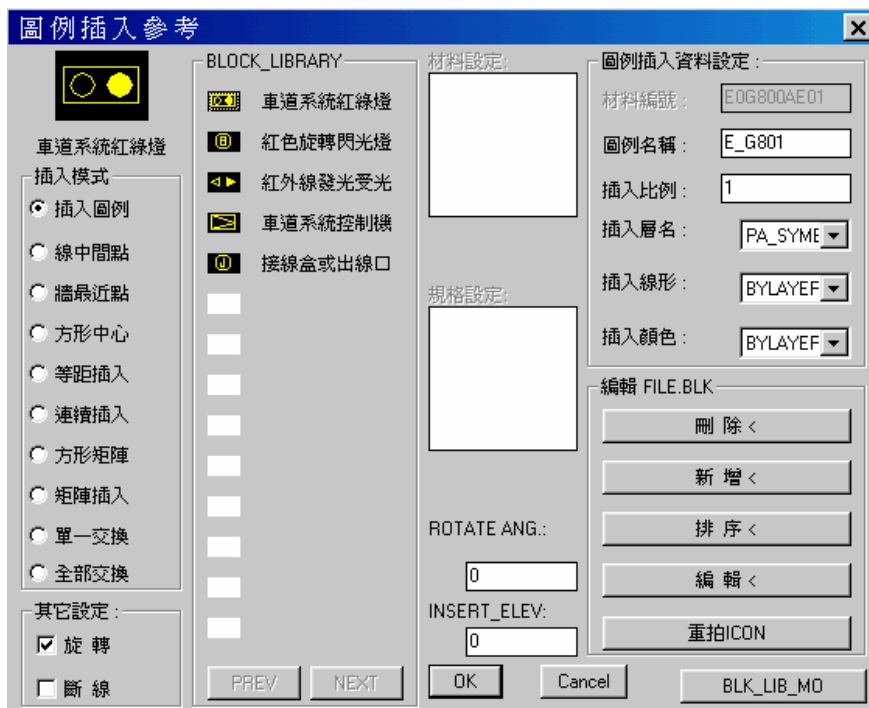 圖例插入參考
車道系統紅綠燈
插入模式
插入圖例
線中間點
牆最近點
方形中心
等距插入
連續插入
方形矩陣
矩陣插入
單一交換
全部交換
其它設定:
旋 轉
斷 線
BLOCK_LIBRARY
車道系統紅綠燈
紅色旋轉閃光燈
紅外線發光受光
車道系統控制機
接線盒或出線口
PREV
NEXT
材料設定:
規格設定:
ROTATE ANG.:
0
INSERT_ELEV:
0
OK
Cancel
圖例插入資料設定:
材料編號: E0G800AE01
圖例名稱: E_G801
插入比例: 1
插入層名: PA_SYME
插入線形: BYLAYEF
插入顏色: BYLAYEF
編輯 FILE.BLK
刪 除 <
新 增 <
排 序 <
編 輯 <
重拍ICON
BLK_LIB_MO